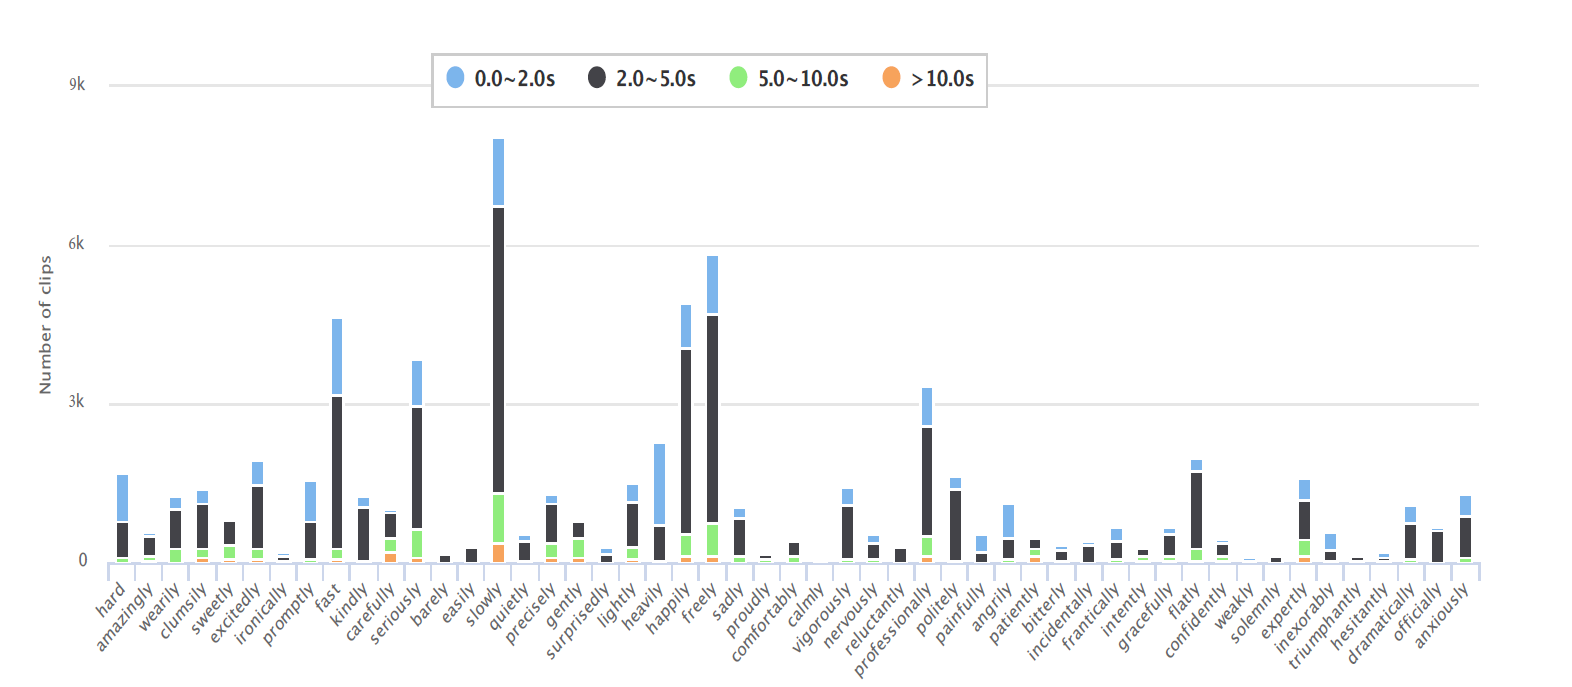 0.0~2.0s 2.0~5.0s 5.0~10.0s >10.0s
9k
6k
3k
0
Number of clips
hard
amazingly
wearily
clumsily
sweetly
excitedly
ironically
promptly
fast
kindly
carefully
seriously
barely
easily
slowly
quietly
precisely
gently
surprisedly
lightly
heavily
happily
freely
sadly
proudly
comfortably
calmly
vigorously
nervously
reluctantly
professionally
politely
painfully
angrily
patiently
bitterly
incidentally
frantically
intently
gracefully
flatly
confidently
weakly
solemnly
expertly
inexorably
triumphantly
hesitantly
dramatically
officially
anxiously